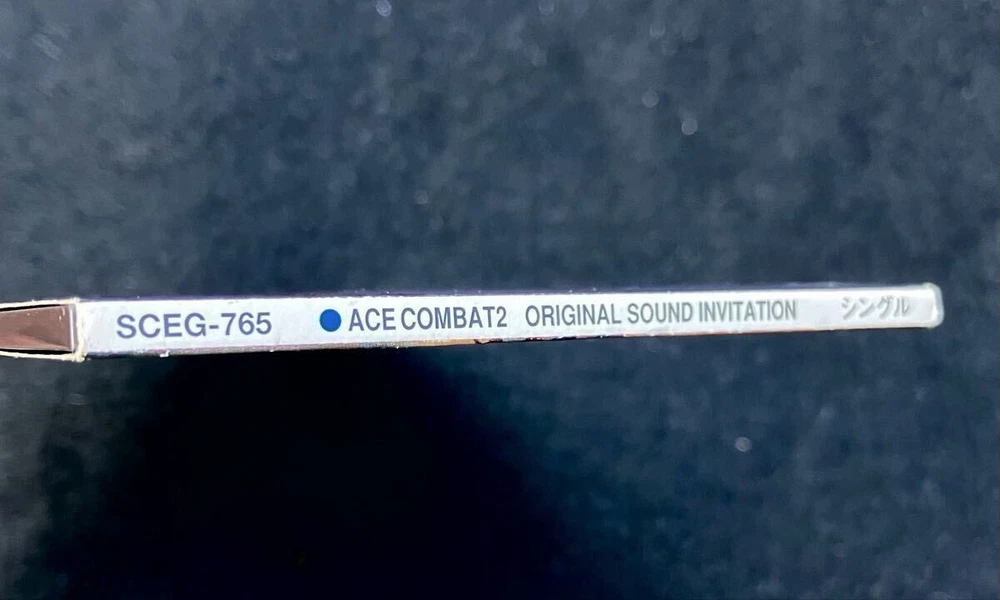 SCEG-765 ●ACE COMBAT2 ORIGINAL SOUND INVITATION シングル